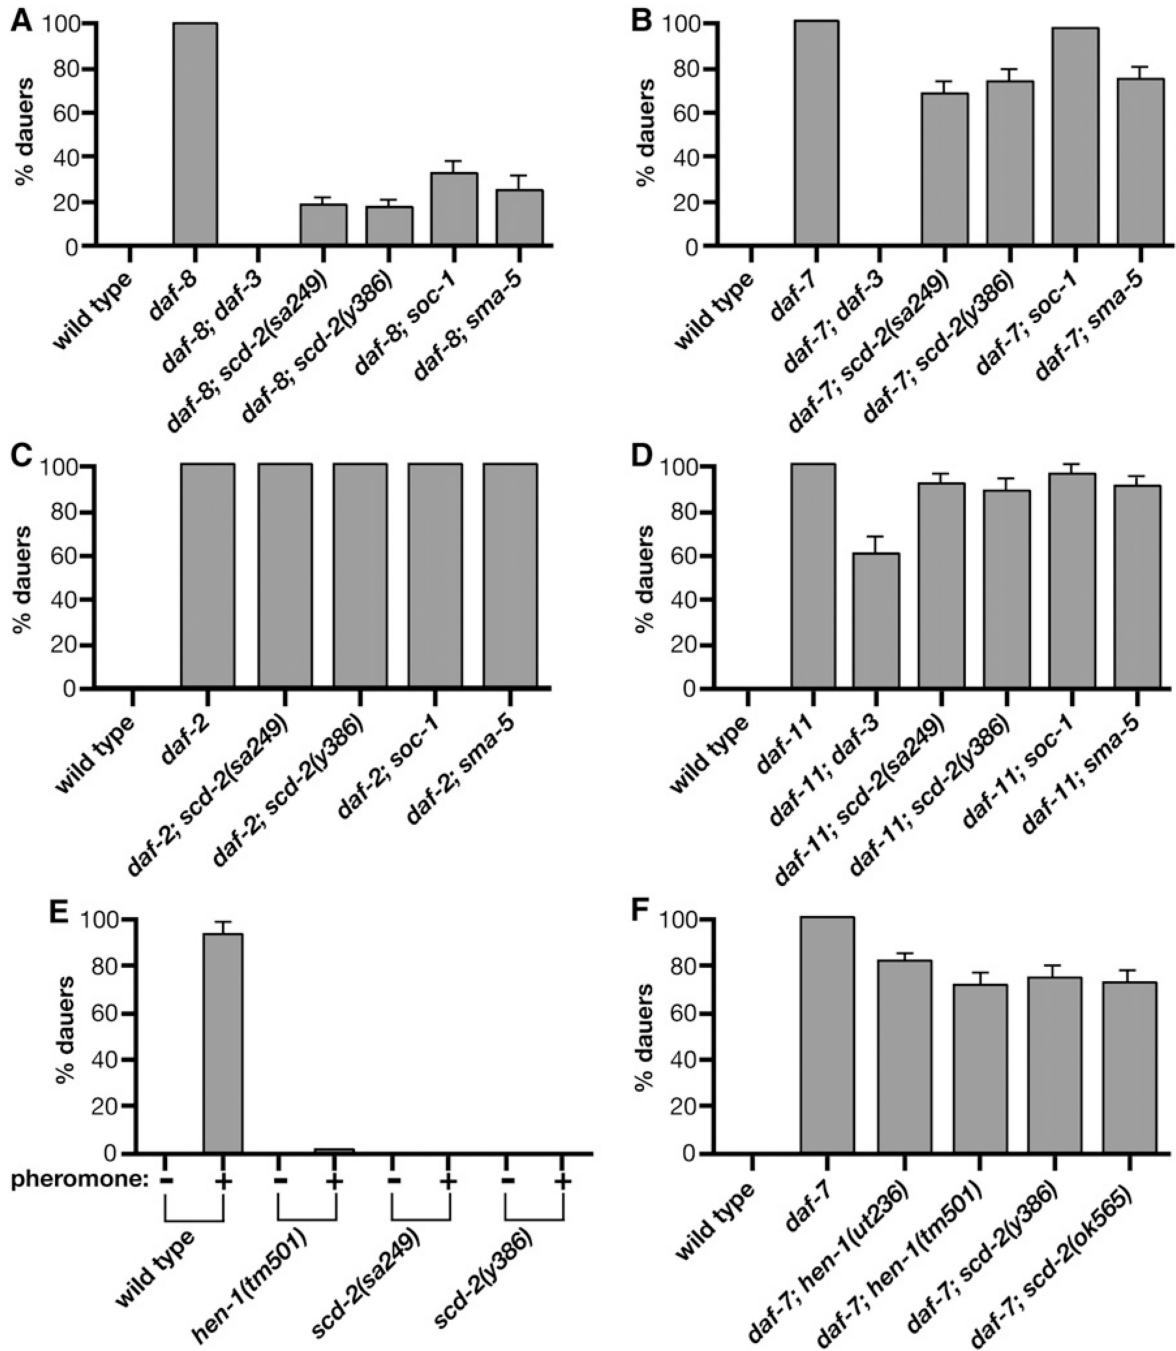 A
% dauers
100
80
60
40
20
0
wild type
daf-8
daf-8; daf-3
daf-8; scd-2(sa249)
daf-8; scd-2(y386)
daf-8; soc-1
daf-8; sma-5
B
% dauers
100
80
60
40
20
0
wild type
daf-7
daf-7; daf-3
daf-7; scd-2(sa249)
daf-7; scd-2(y386)
daf-7; soc-1
daf-7; sma-5
C
% dauers
100
80
60
40
20
0
wild type
daf-2
daf-2; scd-2(sa249)
daf-2; scd-2(y386)
daf-2; soc-1
daf-2; sma-5
D
% dauers
100
80
60
40
20
0
wild type
daf-11
daf-11; daf-3
daf-11; scd-2(sa249)
daf-11; scd-2(y386)
daf-11; soc-1
daf-11; sma-5
E
% dauers
100
80
60
40
20
0
pheromone: - + - + - + - +
wild type
hen-1(tm501)
scd-2(sa249)
scd-2(y386)
F
% dauers
100
80
60
40
20
0
wild type
daf-7
daf-7; hen-1(ut236)
daf-7; hen-1(tm501)
daf-7; scd-2(y386)
daf-7; scd-2(ok565)